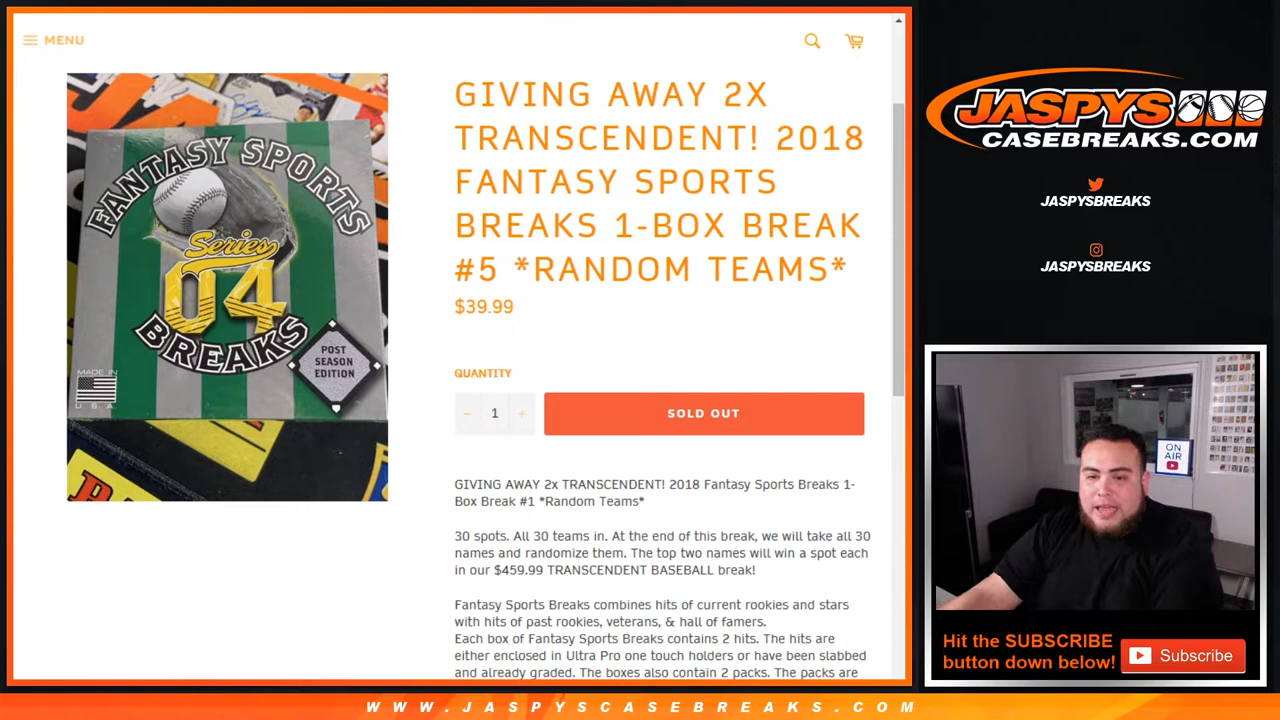 MENU
GIVING AWAY 2X
TRANSCENDENT! 2018
FANTASY SPORTS
BREAKS 1-BOX BREAK
#5 *RANDOM TEAMS*
$39.99
QUANTITY
− 1 +
SOLD OUT
GIVING AWAY 2x TRANSCENDENT! 2018 Fantasy Sports Breaks 1-
Box Break #1 *Random Teams*
30 spots. All 30 teams in. At the end of this break, we will take all 30
names and randomize them. The top two names will win a spot each
in our $459.99 TRANSCENDENT BASEBALL break!
Fantasy Sports Breaks combines hits of current rookies and stars
with hits of past rookies, veterans, & hall of famers.
Each box of Fantasy Sports Breaks contains 2 hits. The hits are
either enclosed in Ultra Pro one touch holders or have been slabbed
and already graded. The boxes also contain 2 packs. The packs are
FANTASY SPORTS
Series
04
BREAKS
POST
SEASON
EDITION
MADE IN
U.S.A.
JASPYS
CASEBREAKS.COM
JASPYSBREAKS
JASPYSBREAKS
ON
AIR
Hit the SUBSCRIBE
button down below!
Subscribe
WWW.JASPYSCASEBREAKS.COM